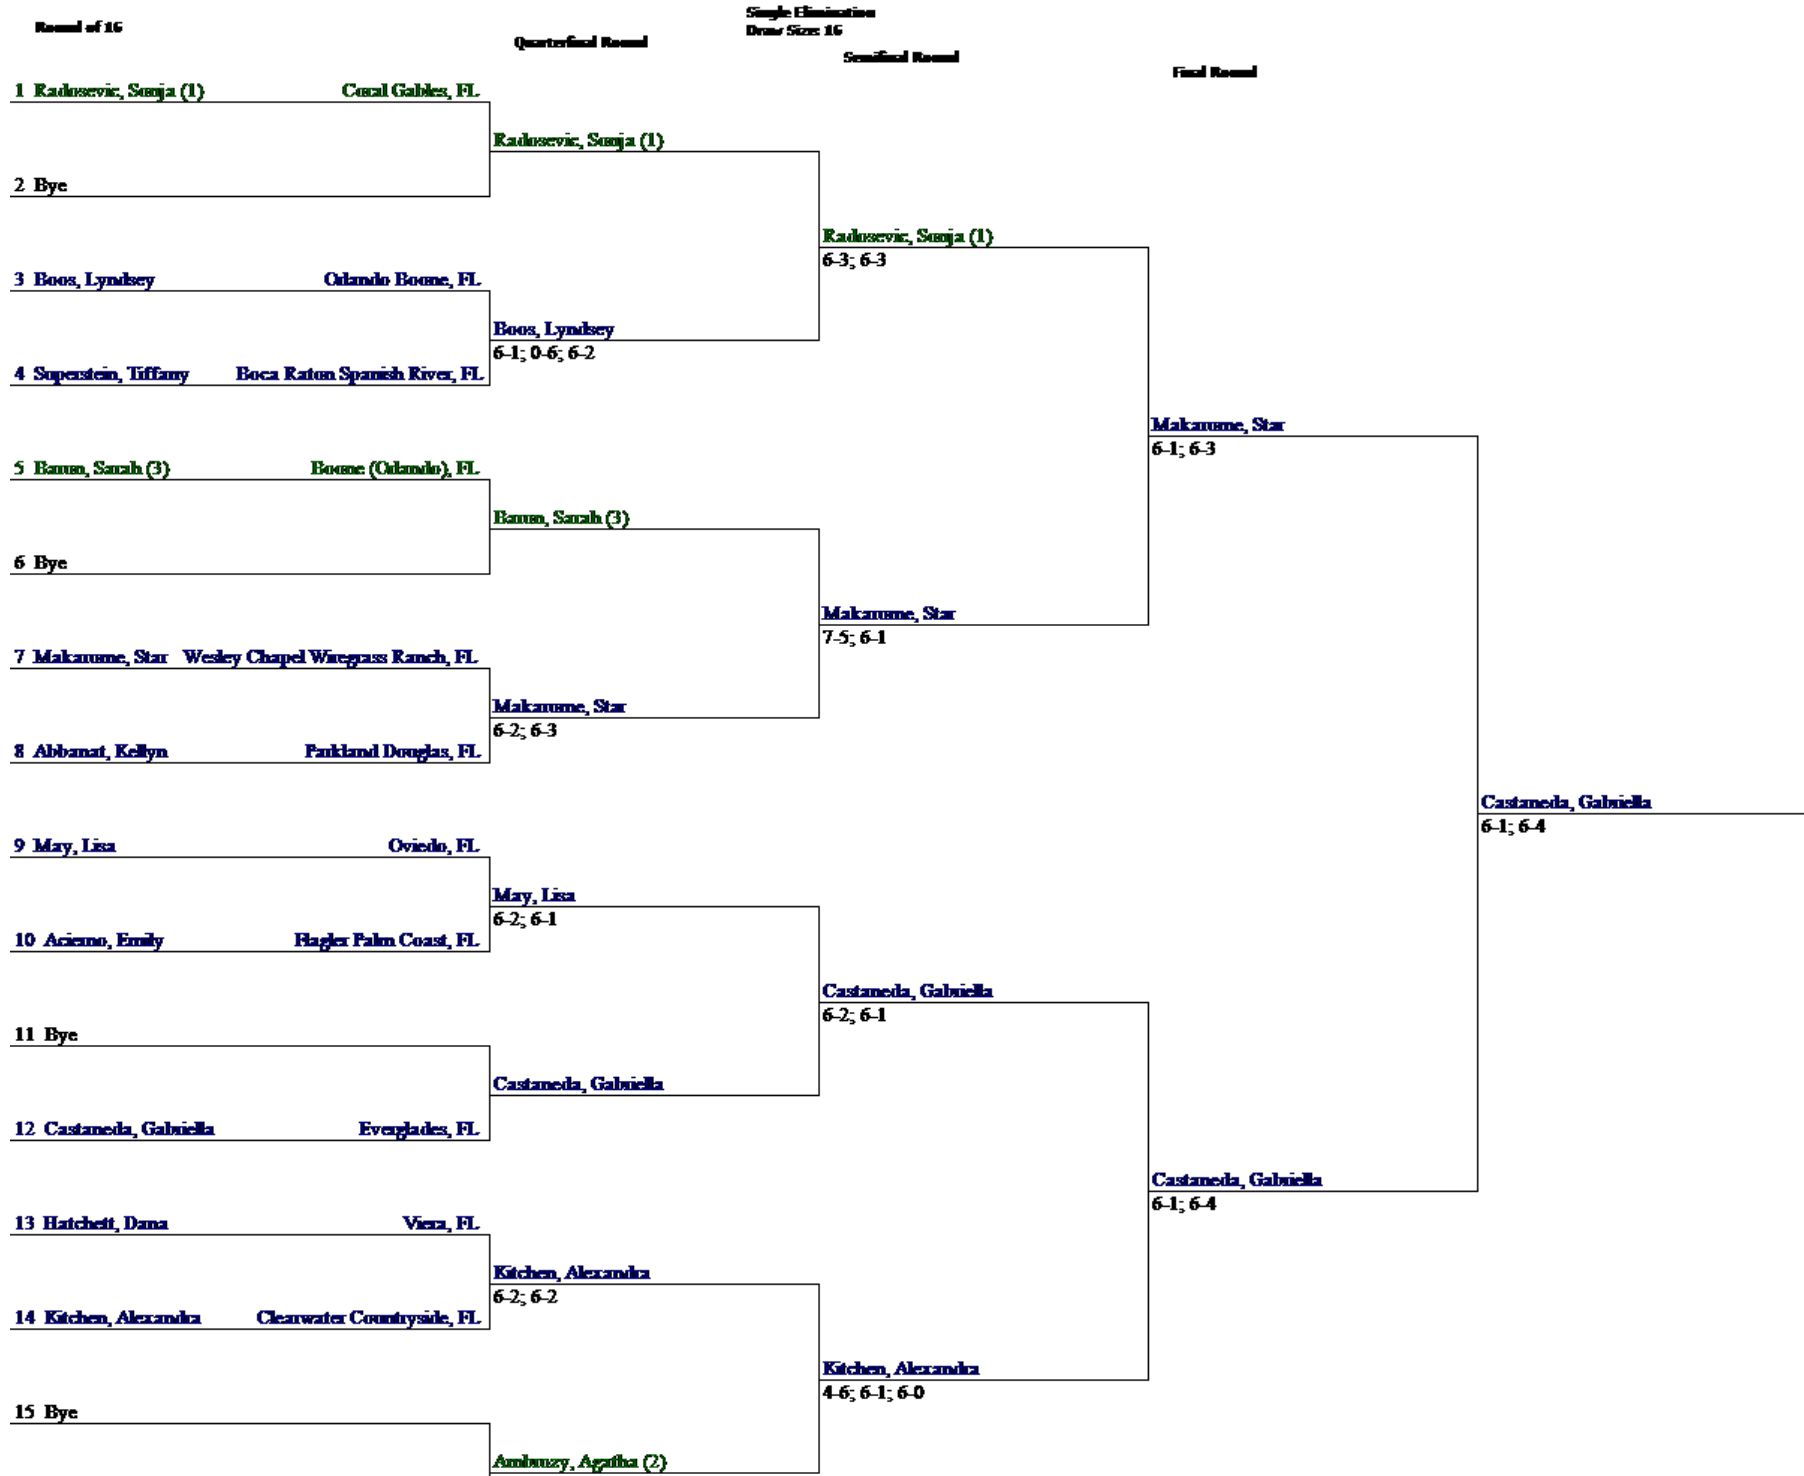 Single Elimination
Round of 16
Draw Size: 16
Quarterfinal Round
Semifinal Round
Final Round
1 Radosevic, Sonja (1) Coral Gables, FL
Radosevic, Sonja (1)
2 Bye
Radosevic, Sonja (1)
6-3; 6-3
3 Boos, Lyndsey Orlando Boone, FL
Boos, Lyndsey
6-1; 0-6; 6-2
4 Superstein, Tiffany Boca Raton Spanish River, FL
Makarome, Star
6-1; 6-3
5 Baron, Sarah (3) Boone (Orlando), FL
Baron, Sarah (3)
6 Bye
Makarome, Star
7-5; 6-1
7 Makarome, Star Wesley Chapel Wiregrass Ranch, FL
Makarome, Star
6-2; 6-3
8 Abbanat, Kellyn Parkland Douglas, FL
Castaneda, Gabriella
6-1; 6-4
9 May, Lisa Oviedo, FL
May, Lisa
6-2; 6-1
10 Acierno, Emily Flagler Palm Coast, FL
Castaneda, Gabriella
6-2; 6-1
11 Bye
Castaneda, Gabriella
12 Castaneda, Gabriella Everglades, FL
Castaneda, Gabriella
6-1; 6-4
13 Hatchett, Dana Viera, FL
Kitchen, Alexandra
6-2; 6-2
14 Kitchen, Alexandra Clearwater Countryside, FL
Kitchen, Alexandra
4-6; 6-1; 6-0
15 Bye
Agatha (2)